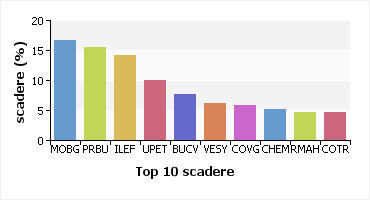 20
15
10
5
0
scadere (%)
MOBG PRBU ILEF UPET BUCV VESY COVG CHEM RMAH COTR
Top 10 scadere